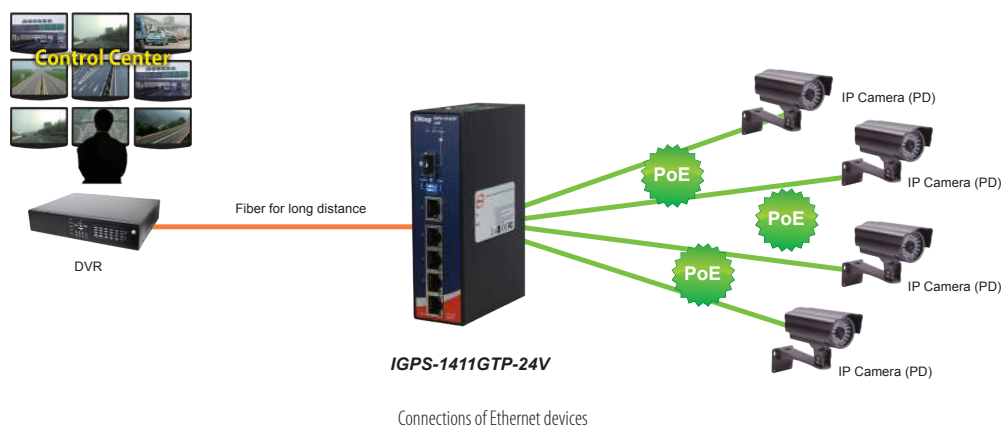 Control Center
IP Camera (PD)
IP Camera (PD)
PoE
PoE
Fiber for long distance
DVR
PoE
IP Camera (PD)
IGPS-1411GTP-24V
IP Camera (PD)
Connections of Ethernet devices